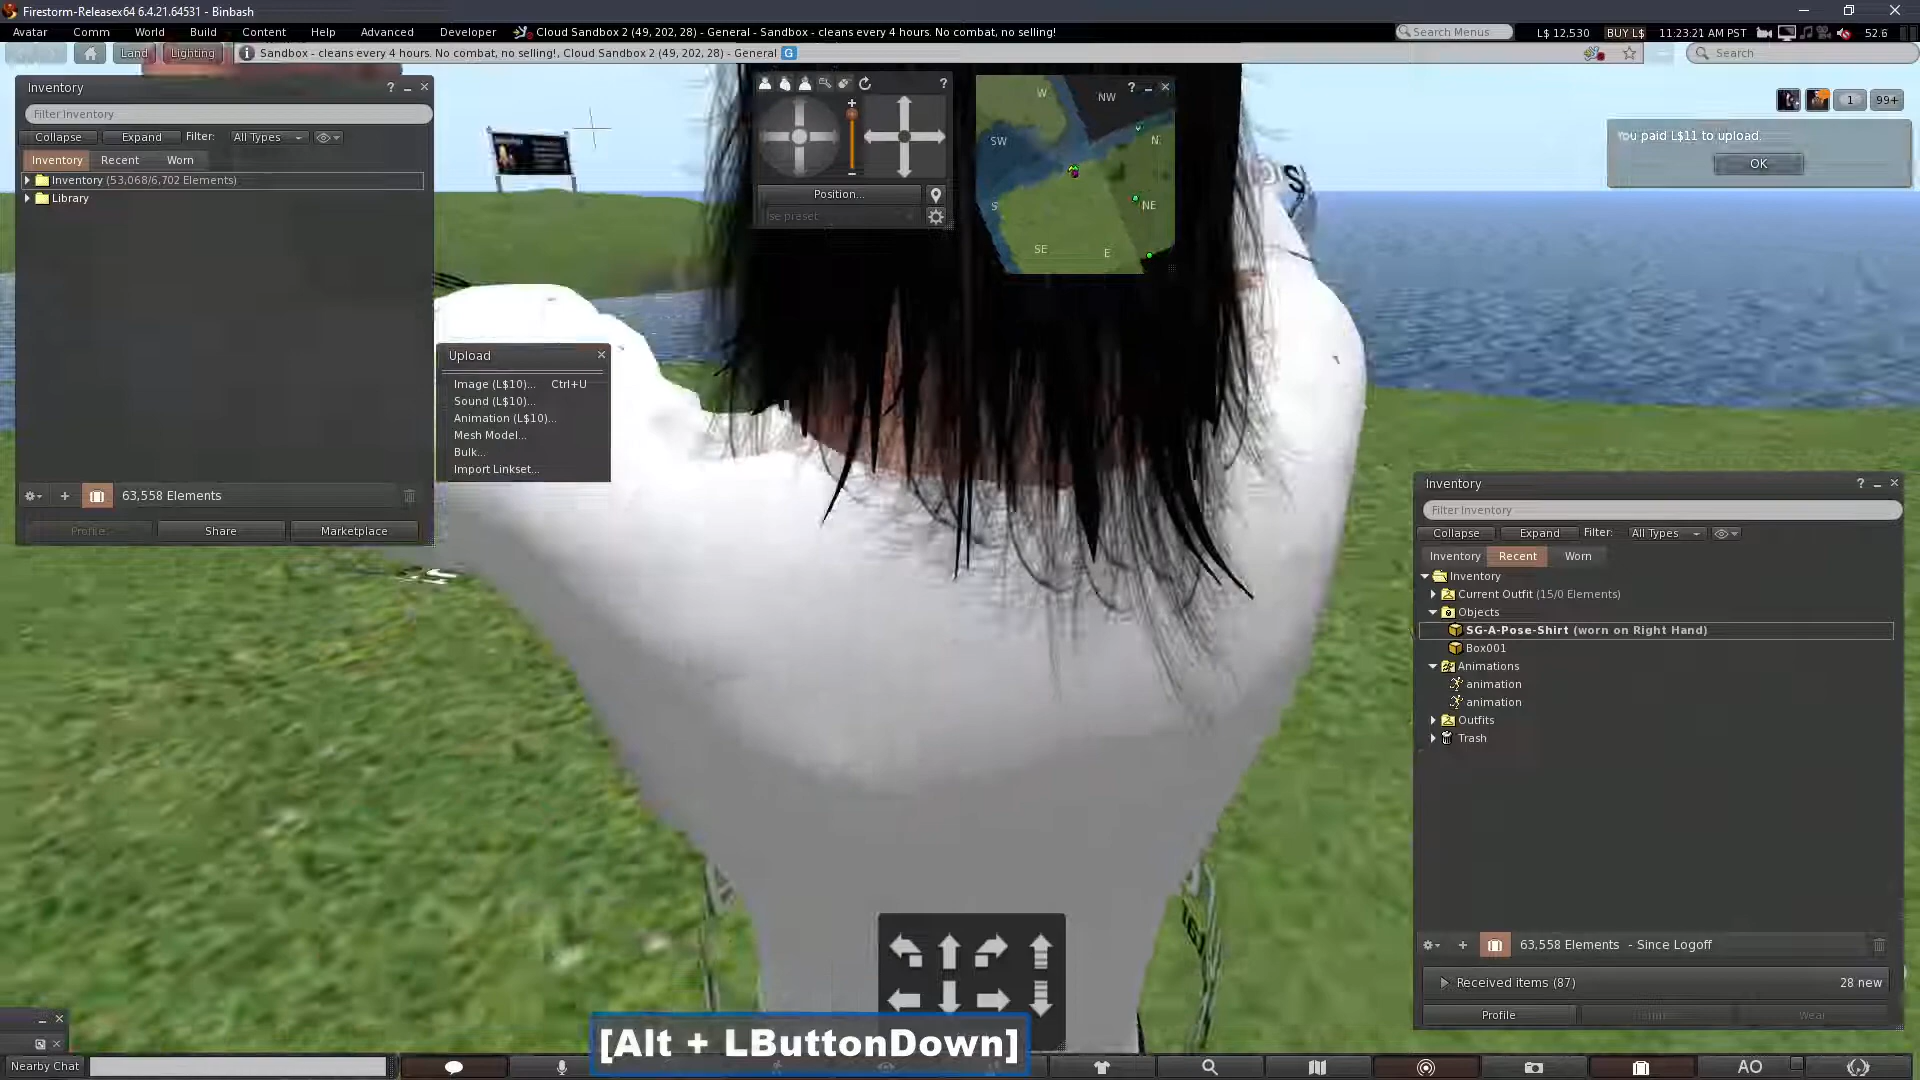 Firestorm-Releasex64 6.4.21.64531 - Binbash
Avatar Comm World Build Content Help Advanced Developer Cloud Sandbox 2 (49, 202, 28) - General - Sandbox - cleans every 4 hours. No combat, no selling! Search Menus L$ 12,530 BUY L$ 11:23:21 AM PST 52.6
Land Lighting Sandbox - cleans every 4 hours. No combat, no selling!, Cloud Sandbox 2 (49, 202, 28) - General G Search
Inventory ?
Filter Inventory
Collapse Expand Filter: All Types
Inventory Recent Worn
Inventory (53,068/6,702 Elements)
Library
63,558 Elements
Profile Share Marketplace
?
Position...
se preset
?
W NW
SW N
S NE
SE E
1 99+
You paid L$11 to upload.
OK
Upload
Image (L$10)... Ctrl+U
Sound (L$10)...
Animation (L$10)...
Mesh Model...
Bulk...
Import Linkset...
Inventory ?
Filter Inventory
Collapse Expand Filter: All Types
Inventory Recent Worn
Inventory
Current Outfit (15/0 Elements)
Objects
SG-A-Pose-Shirt (worn on Right Hand)
Box001
Animations
animation
animation
Outfits
Trash
63,558 Elements - Since Logoff
Received items (87) 28 new
Profile Wear
[Alt + LButtonDown]
Nearby Chat AO